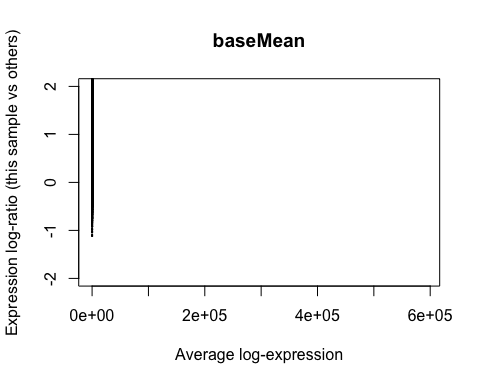 baseMean
Expression log-ratio (this sample vs others)
2
1
0
-1
-2
0e+00 2e+05 4e+05 6e+05
Average log-expression